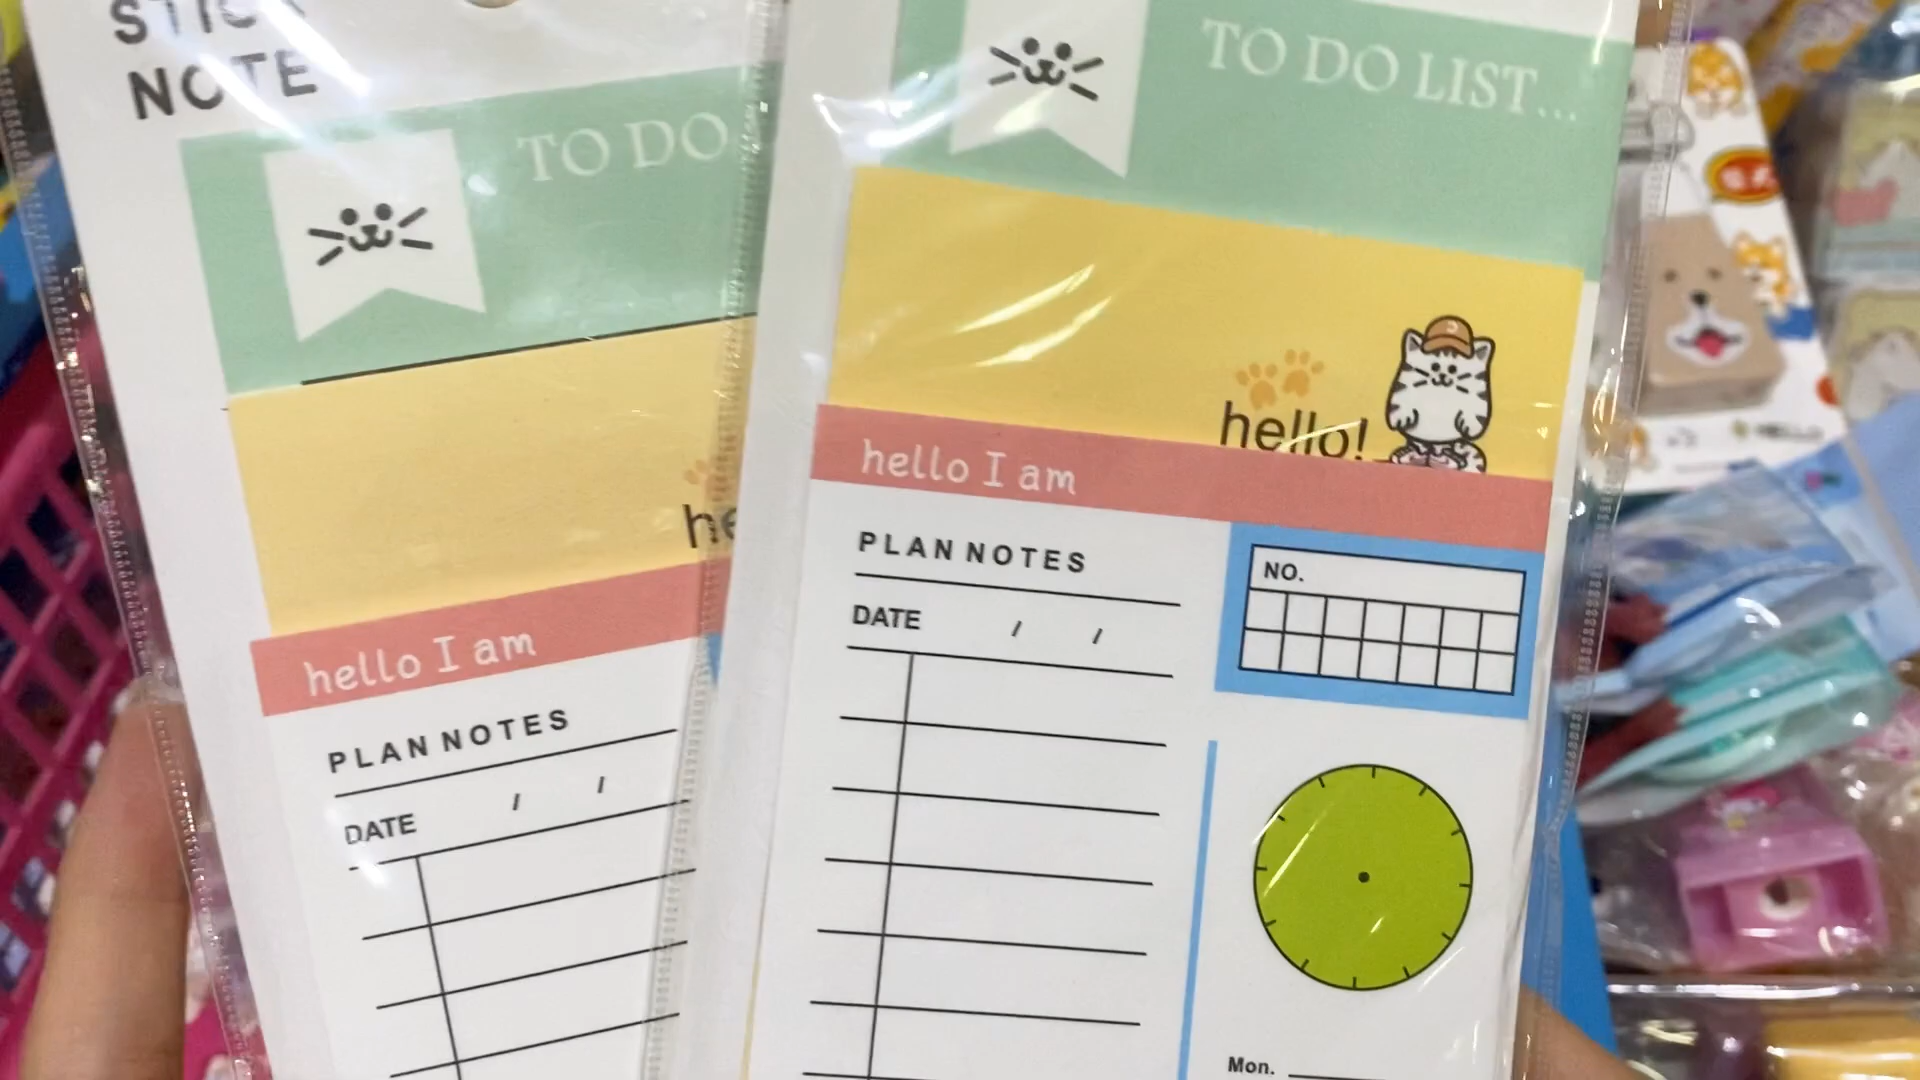 NOTE
TO DO
hello I am
PLAN NOTES
DATE / /
TO DO LIST...
hello!
hello I am
PLAN NOTES
DATE / /
NO.
Mon.